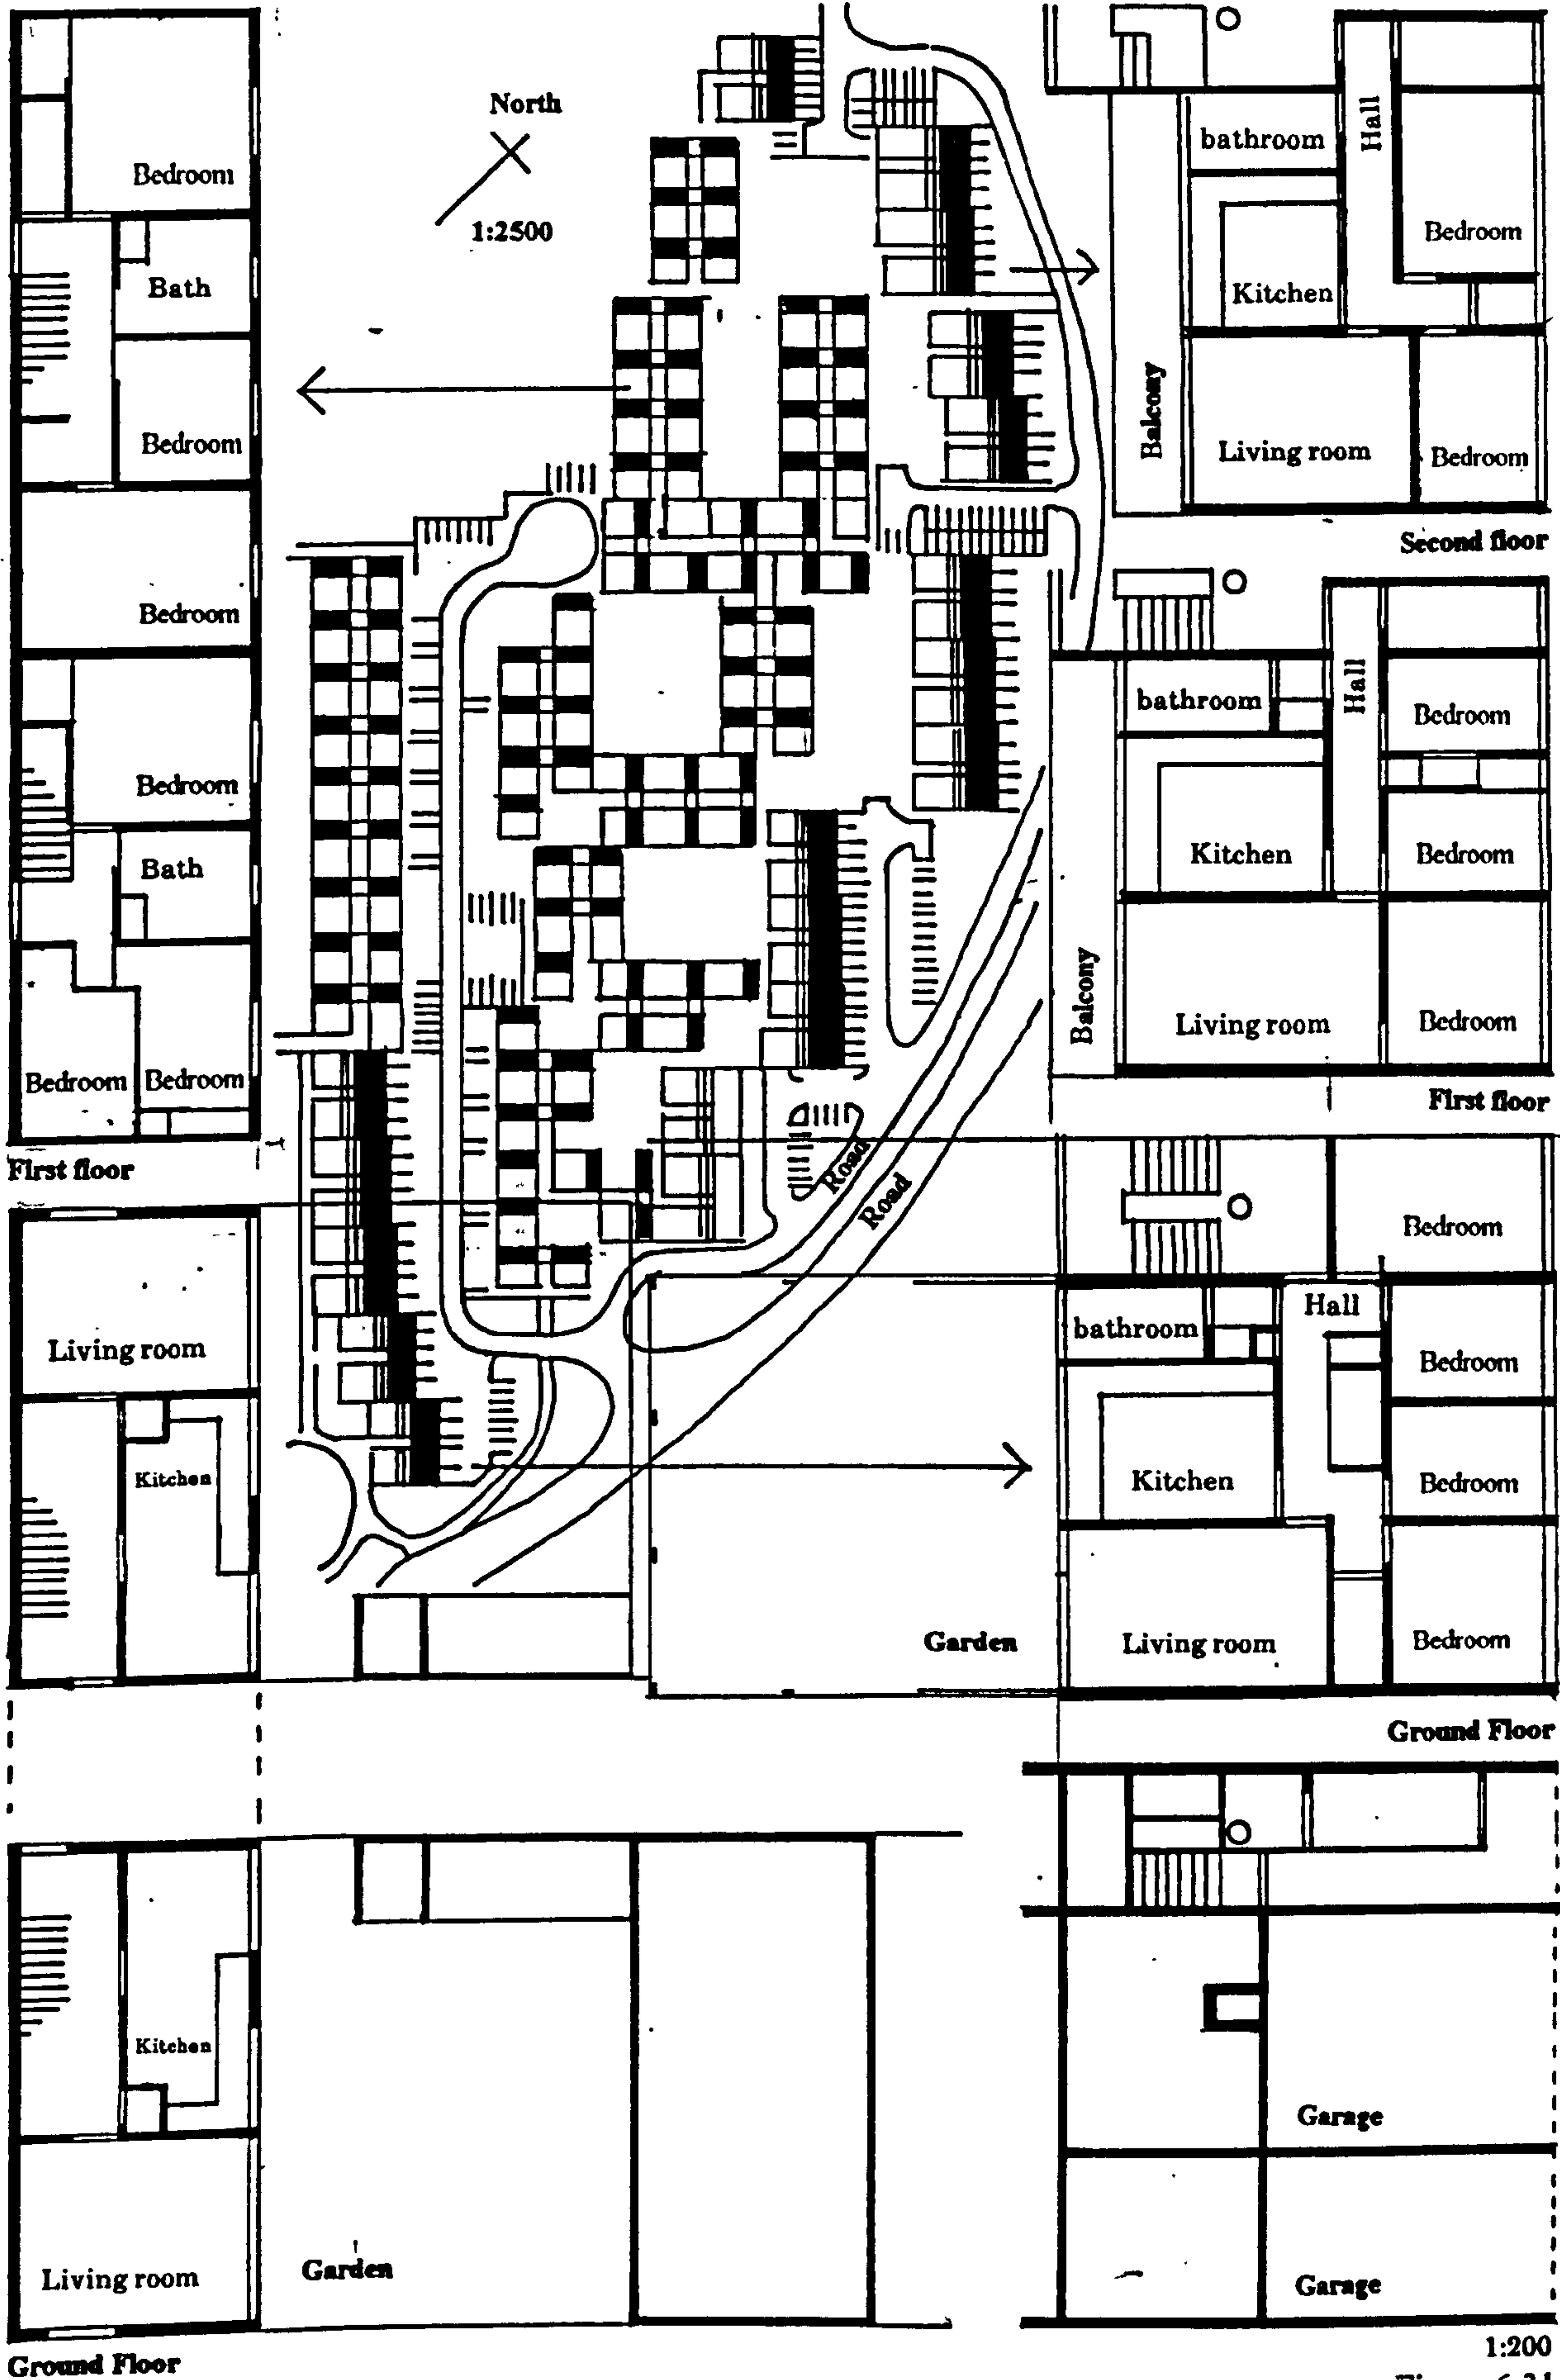 North
1:2500
Bedroom
Bath
Bedroom
Bedroom
Bedroom
Bath
Bedroom
Bedroom
First floor
Living room
Kitchen
Kitchen
Living room
Garden
Ground Floor
bathroom
Hall
Bedroom
Kitchen
Balcony
Living room
Bedroom
Second floor
bathroom
Hall
Bedroom
Kitchen
Bedroom
Balcony
Living room
Bedroom
First floor
Road
Road
Bedroom
Hall
bathroom
Bedroom
Kitchen
Bedroom
Garden
Living room
Bedroom
Ground Floor
Garage
Garage
1:200